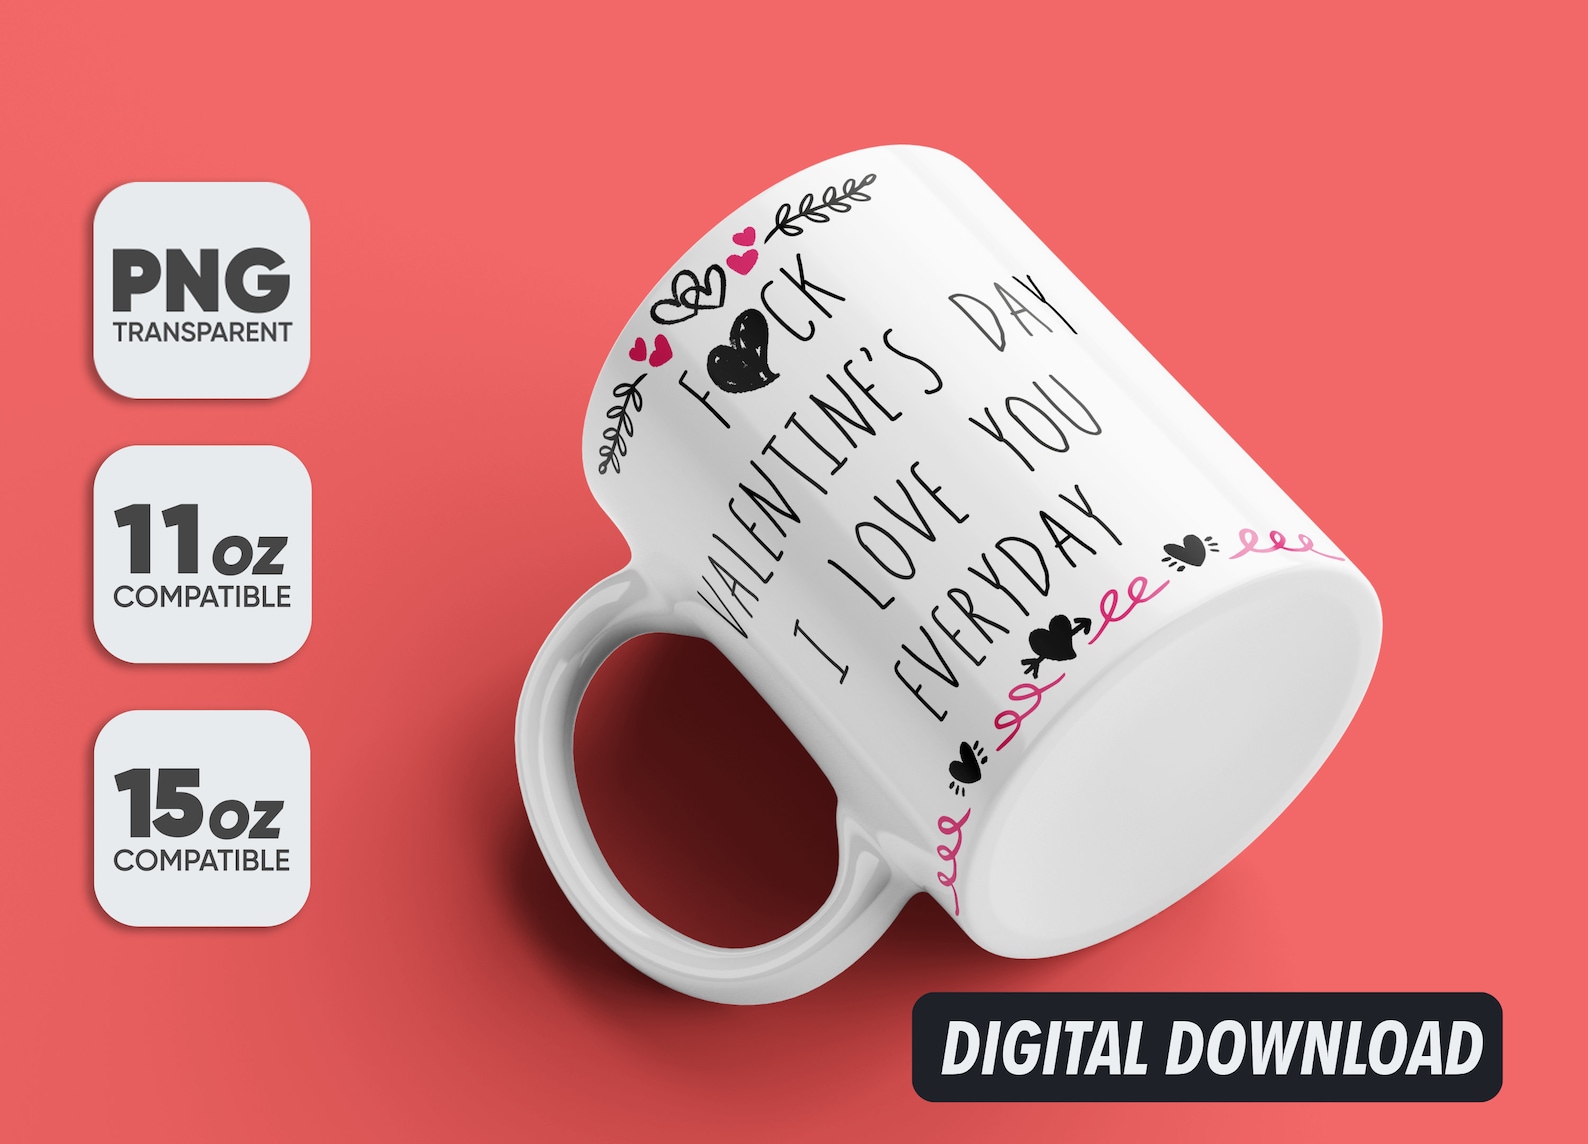 PNG
TRANSPARENT
11oz
COMPATIBLE
15oz
COMPATIBLE
F🖤CK
VALENTINE'S DAY
I LOVE YOU
EVERYDAY
DIGITAL DOWNLOAD